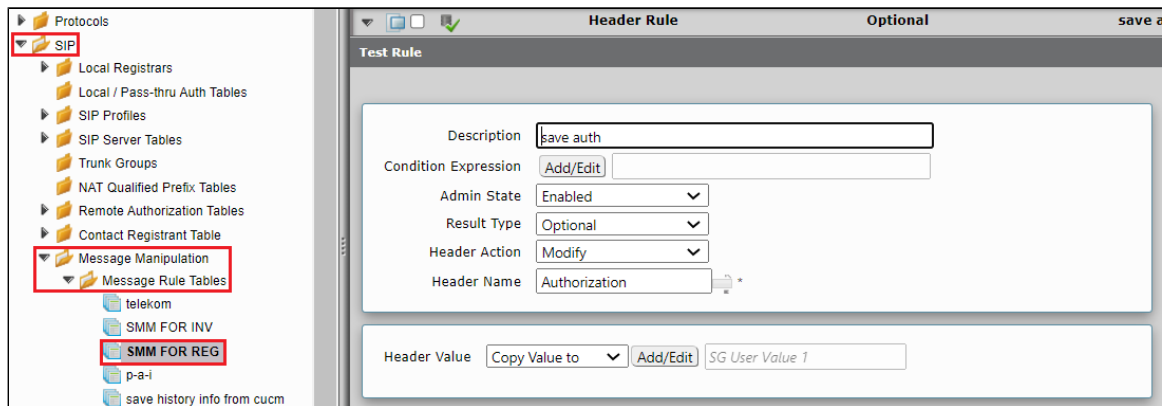 Protocols
SIP
Local Registrars
Local / Pass-thru Auth Tables
SIP Profiles
SIP Server Tables
Trunk Groups
NAT Qualified Prefix Tables
Remote Authorization Tables
Contact Registrant Table
Message Manipulation
Message Rule Tables
telekom
SMM FOR INV
SMM FOR REG
p-a-i
save history info from cucm
Header Rule Optional save a
Test Rule
Description save auth
Condition Expression Add/Edit
Admin State Enabled
Result Type Optional
Header Action Modify
Header Name Authorization *
Header Value Copy Value to Add/Edit SG User Value 1